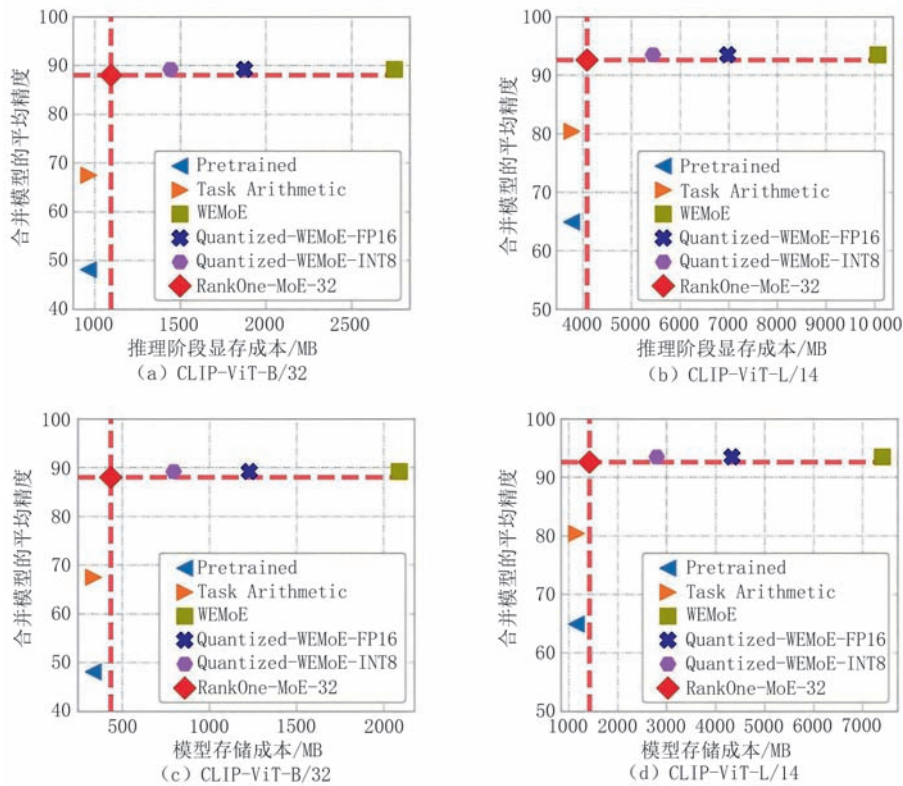 100
90
80
70
60
50
40
合并模型的平均精度
Pretrained
Task Arithmetic
WEMoE
Quantized-WEMoE-FP16
Quantized-WEMoE-INT8
RankOne-MoE-32
1000 1500 2000 2500
推理阶段显存成本/MB
(a) CLIP-ViT-B/32
100
90
80
70
60
50
合并模型的平均精度
Pretrained
Task Arithmetic
WEMoE
Quantized-WEMoE-FP16
Quantized-WEMoE-INT8
RankOne-MoE-32
4000 5000 6000 7000 8000 9000 10 000
推理阶段显存成本/MB
(b) CLIP-ViT-L/14
100
90
80
70
60
50
40
合并模型的平均精度
Pretrained
Task Arithmetic
WEMoE
Quantized-WEMoE-FP16
Quantized-WEMoE-INT8
RankOne-MoE-32
500 1000 1500 2000
模型存储成本/MB
(c) CLIP-ViT-B/32
100
90
80
70
60
50
合并模型的平均精度
Pretrained
Task Arithmetic
WEMoE
Quantized-WEMoE-FP16
Quantized-WEMoE-INT8
RankOne-MoE-32
1000 2000 3000 4000 5000 6000 7000
模型存储成本/MB
(d) CLIP-ViT-L/14